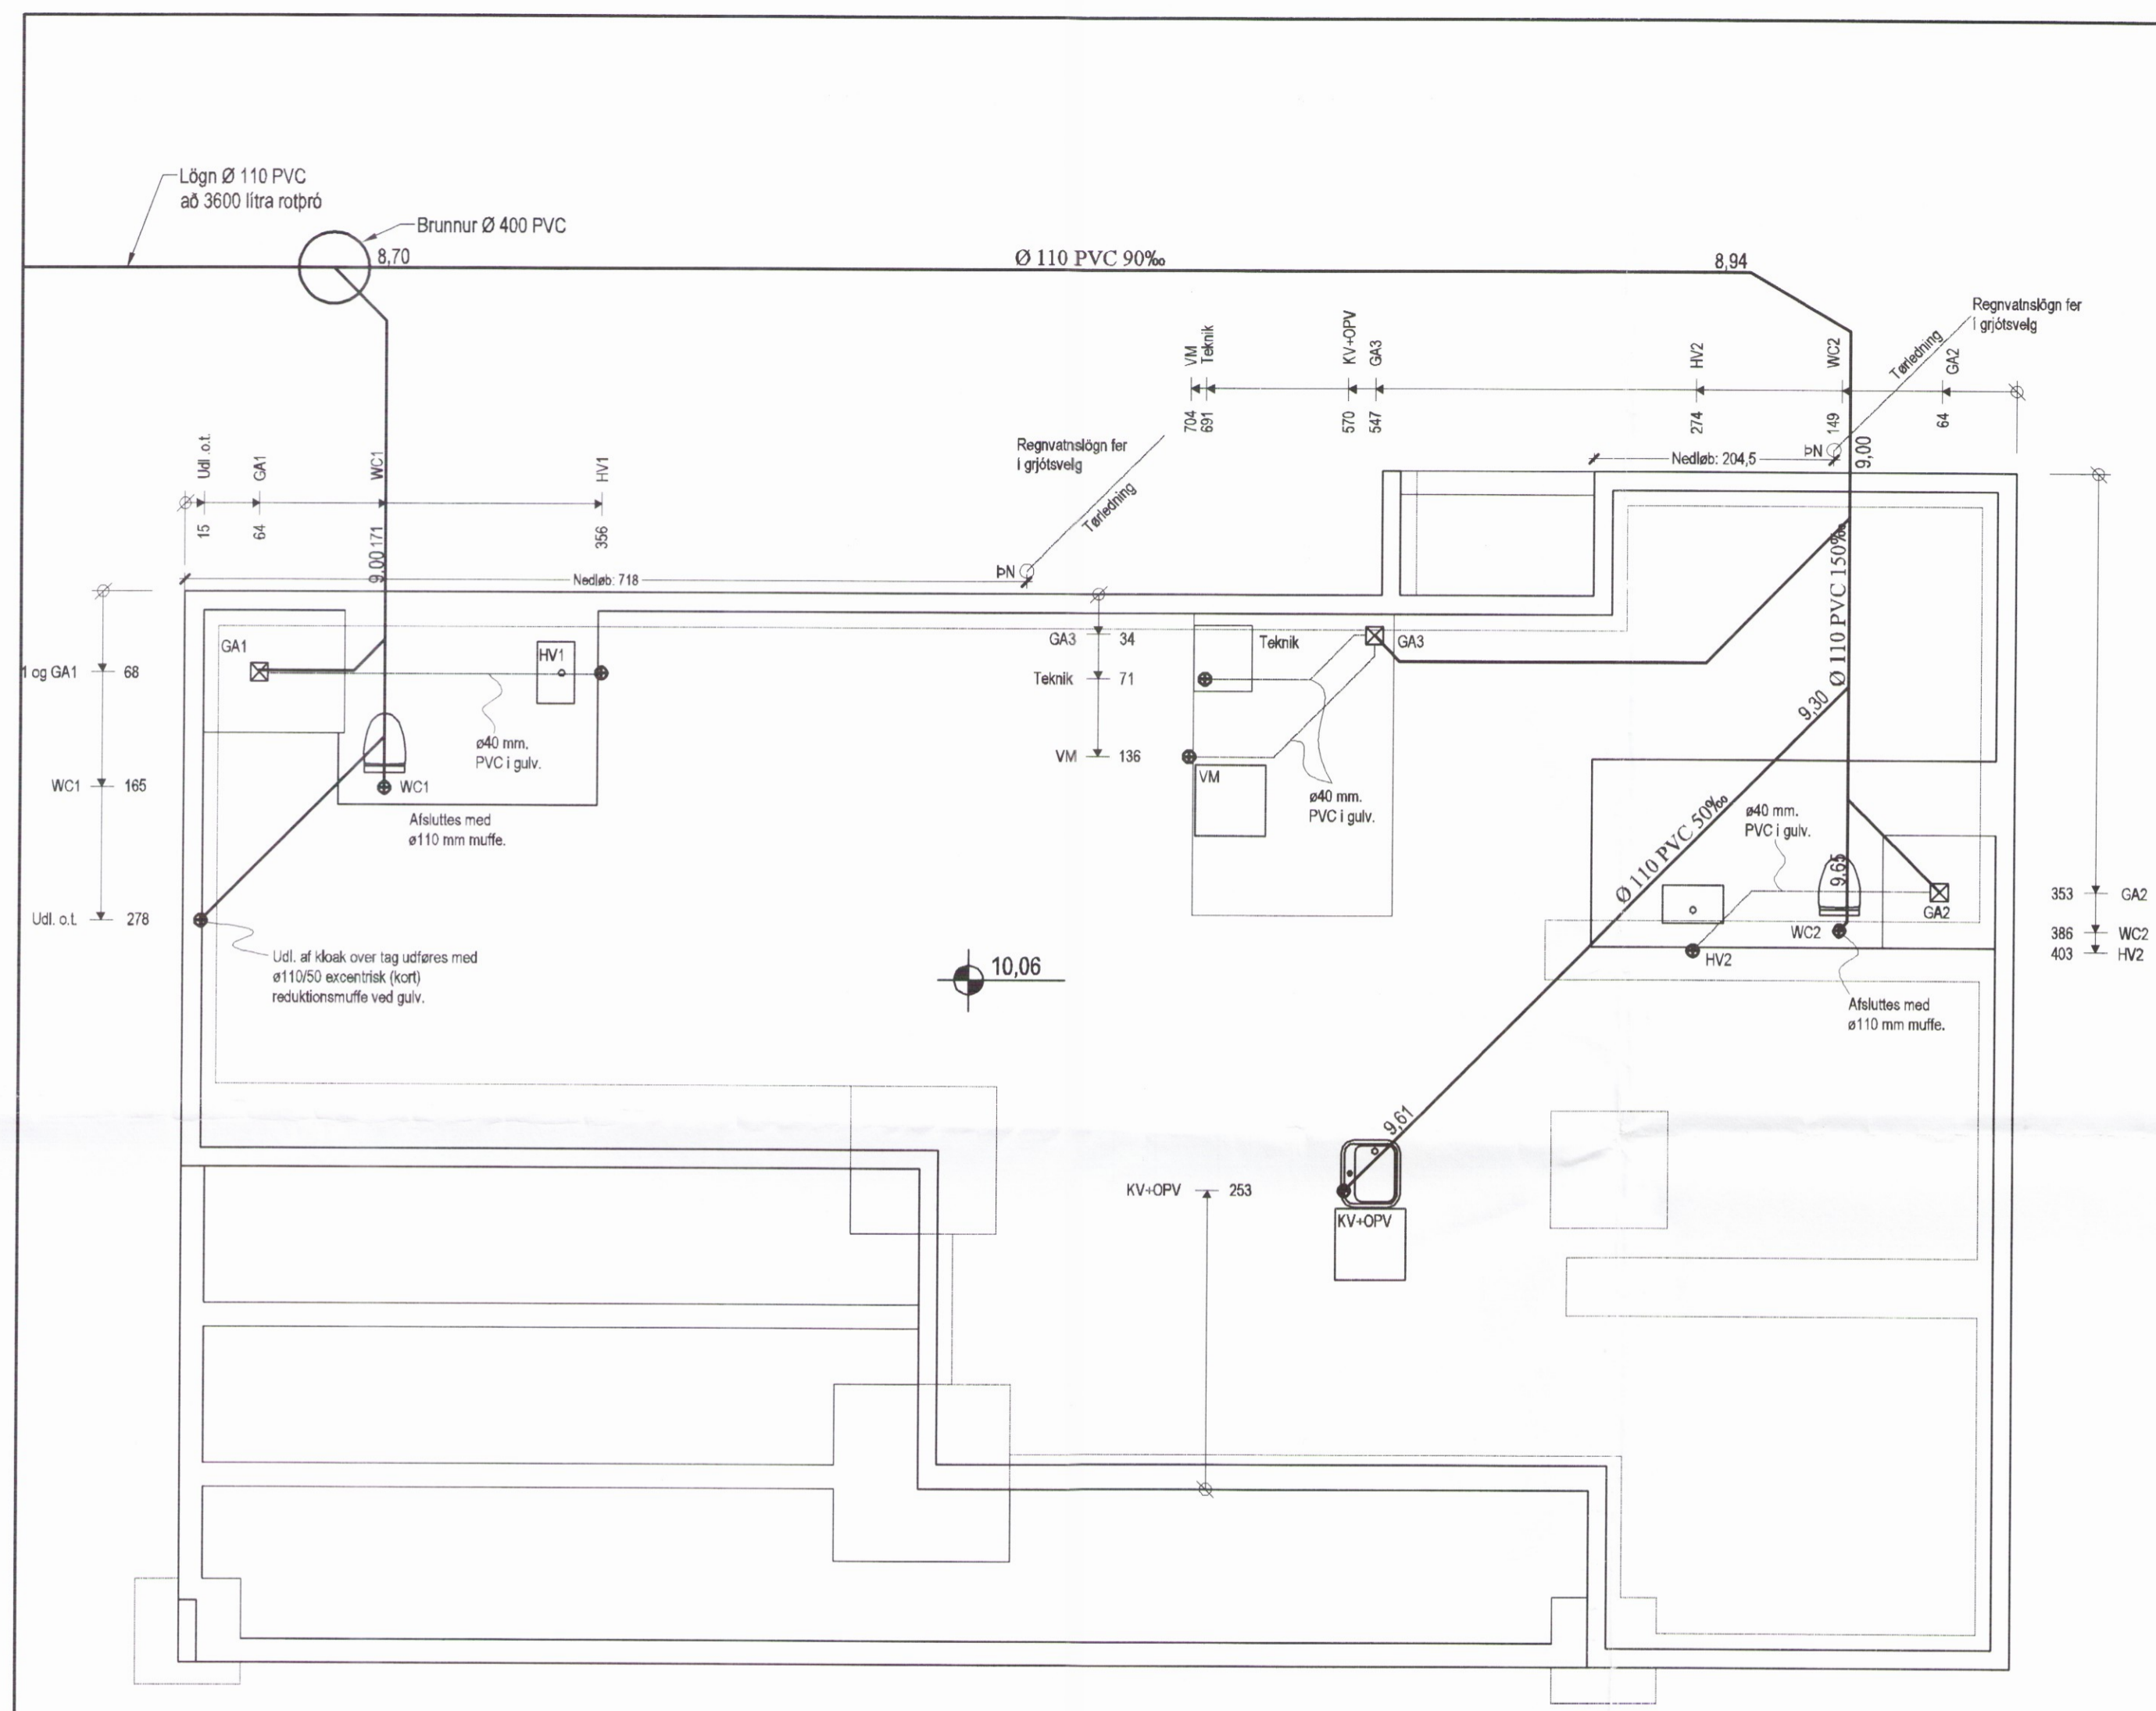 Lögn Ø 110 PVC
að 3600 lítra rotþró
Brunnur Ø 400 PVC
8,70
Ø 110 PVC 90‰
8,94
Regnvatnslögn fer
í grjótsvelg
Tørledning
VM
Teknik
KV+OPV
GA3
HV2
WC2
GA2
704
691
570
547
274
149
64
Regnvatnslögn fer
í grjótsvelg
Tørledning
ÞN
Nedløb: 204,5
9,00
Udl .o.t.
GA1
WC1
HV1
15
64
171
356
9,00
Nedløb: 718
ÞN
GA1
HV1
1 og GA1 68
GA3 34
Teknik
GA3
Teknik 71
Ø 110 PVC 150‰
9,30
ø40 mm.
PVC i gulv.
VM 136
VM
WC1 165
WC1
ø40 mm.
PVC i gulv.
Afsluttes med
ø110 mm muffe.
ø40 mm.
PVC i gulv.
Ø 110 PVC 50‰
9,65
353 GA2
GA2
Udl. o.t. 278
WC2
386 WC2
HV2
403 HV2
Udl. af kloak over tag udføres med
ø110/50 excentrisk (kort)
reduktionsmuffe ved gulv.
10,06
Afsluttes med
ø110 mm muffe.
9,61
KV+OPV 253
KV+OPV